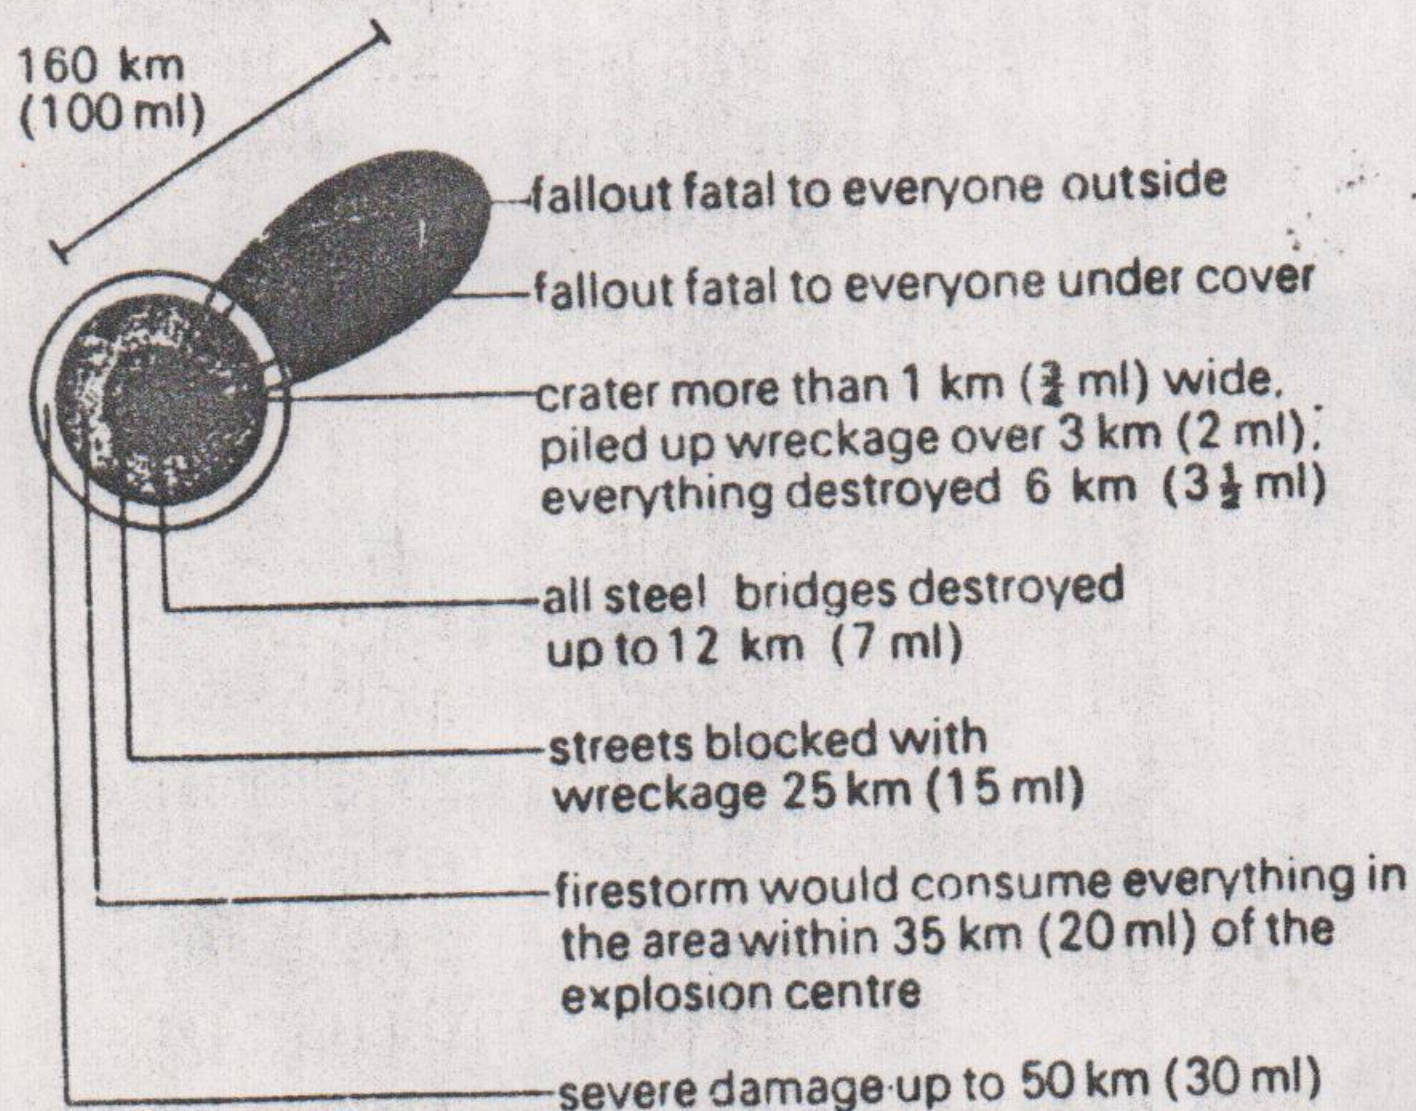 160 km
(100 ml)
fallout fatal to everyone outside
fallout fatal to everyone under cover
crater more than 1 km (¾ ml) wide.
piled up wreckage over 3 km (2 ml);
everything destroyed 6 km (3½ ml)
all steel bridges destroyed
up to 12 km (7 ml)
streets blocked with
wreckage 25 km (15 ml)
firestorm would consume everything in
the area within 35 km (20 ml) of the
explosion centre
severe damage up to 50 km (30 ml)